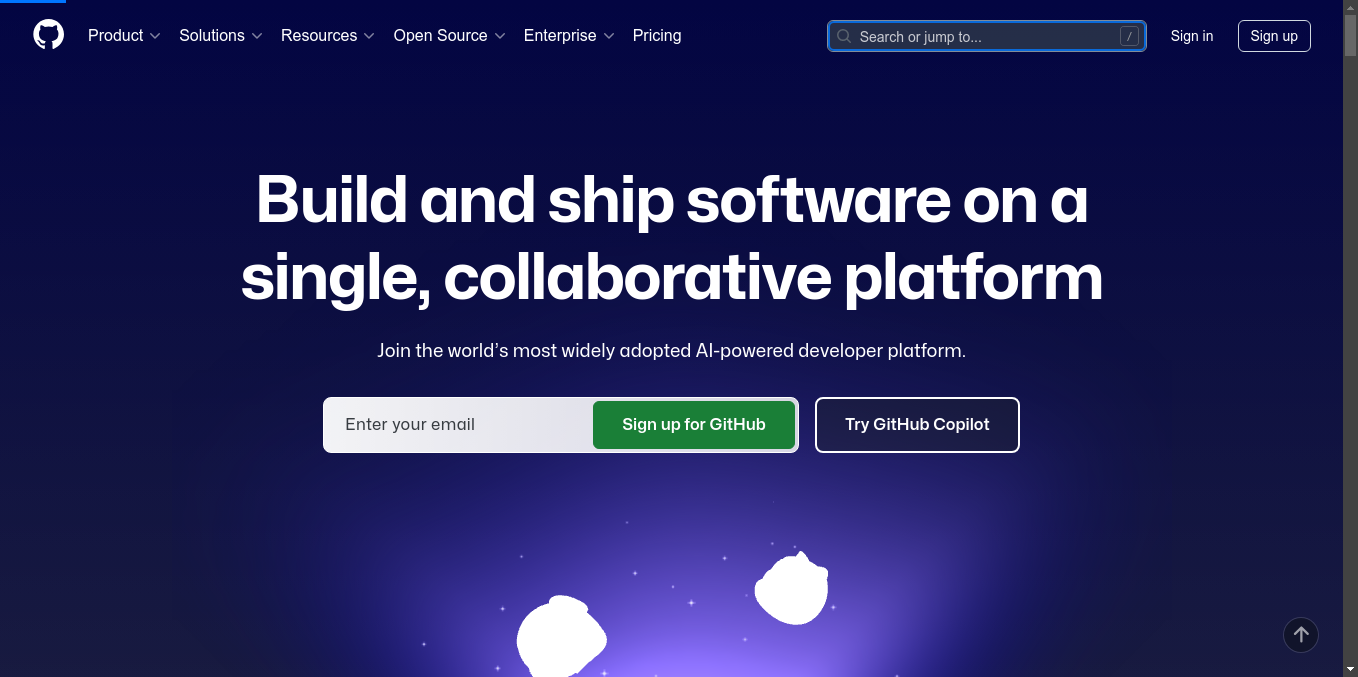 Product
Solutions
Resources
Open Source
Enterprise
Pricing
Search or jump to...
/
Sign in
Sign up
Build and ship software on a
single, collaborative platform
Join the world's most widely adopted AI-powered developer platform.
Enter your email
Sign up for GitHub
Try GitHub Copilot